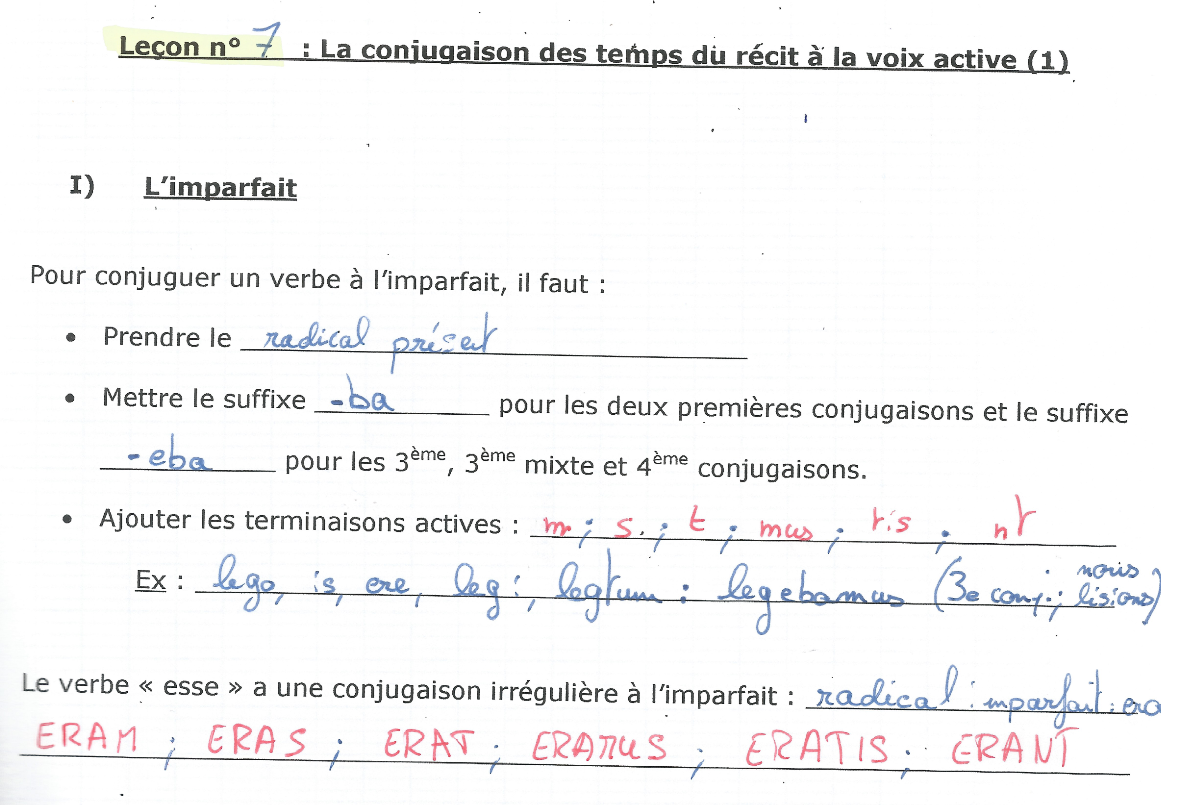 Leçon n° 7 : La conjugaison des temps du récit à la voix active (1)
I) L'imparfait
Pour conjuguer un verbe à l'imparfait, il faut :
• Prendre le radical présent
• Mettre le suffixe -ba pour les deux premières conjugaisons et le suffixe
-eba pour les 3ème, 3ème mixte et 4ème conjugaisons.
• Ajouter les terminaisons actives : m ; s ; t ; mus ; tis ; nt
Ex : lego, is, ere, legi, legtum : legebamus (3e conj. ; nous lisions)
Le verbe « esse » a une conjugaison irrégulière à l'imparfait : radical imparfait : era
ERAM ; ERAS ; ERAT ; ERAMUS ; ERATIS ; ERANT